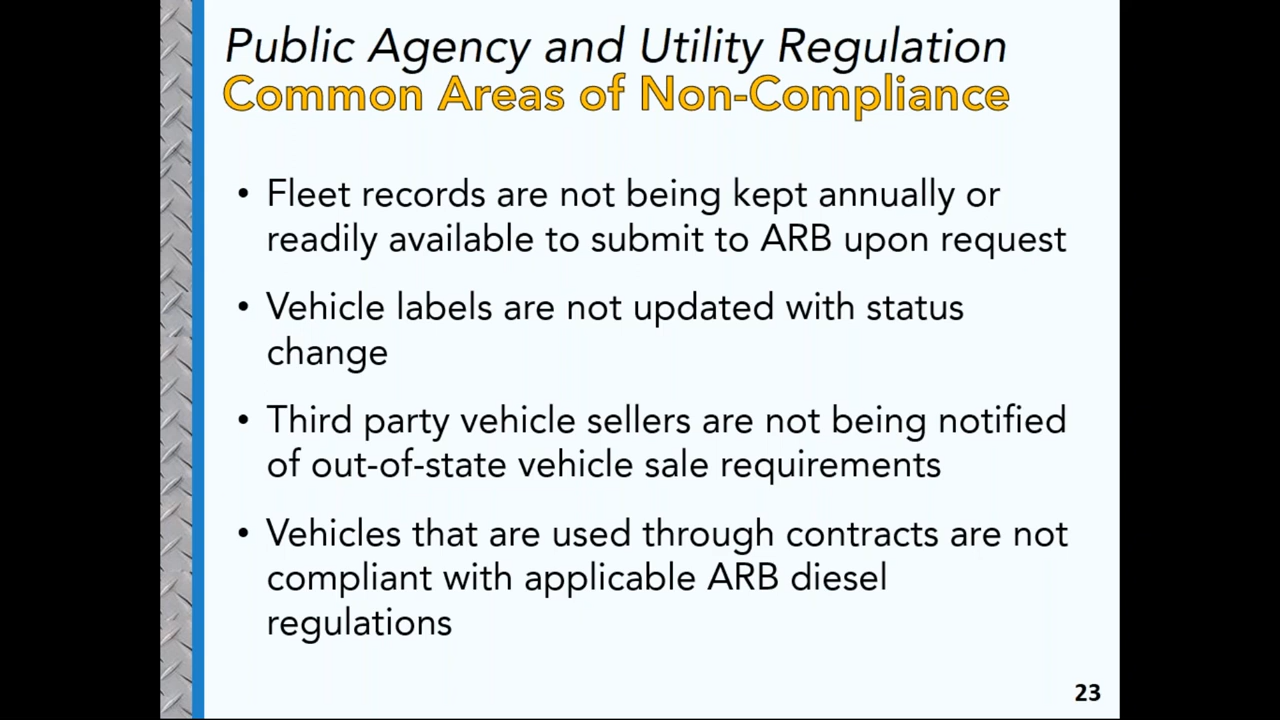 Public Agency and Utility Regulation
Common Areas of Non-Compliance
• Fleet records are not being kept annually or
readily available to submit to ARB upon request
• Vehicle labels are not updated with status
change
• Third party vehicle sellers are not being notified
of out-of-state vehicle sale requirements
• Vehicles that are used through contracts are not
compliant with applicable ARB diesel
regulations
23